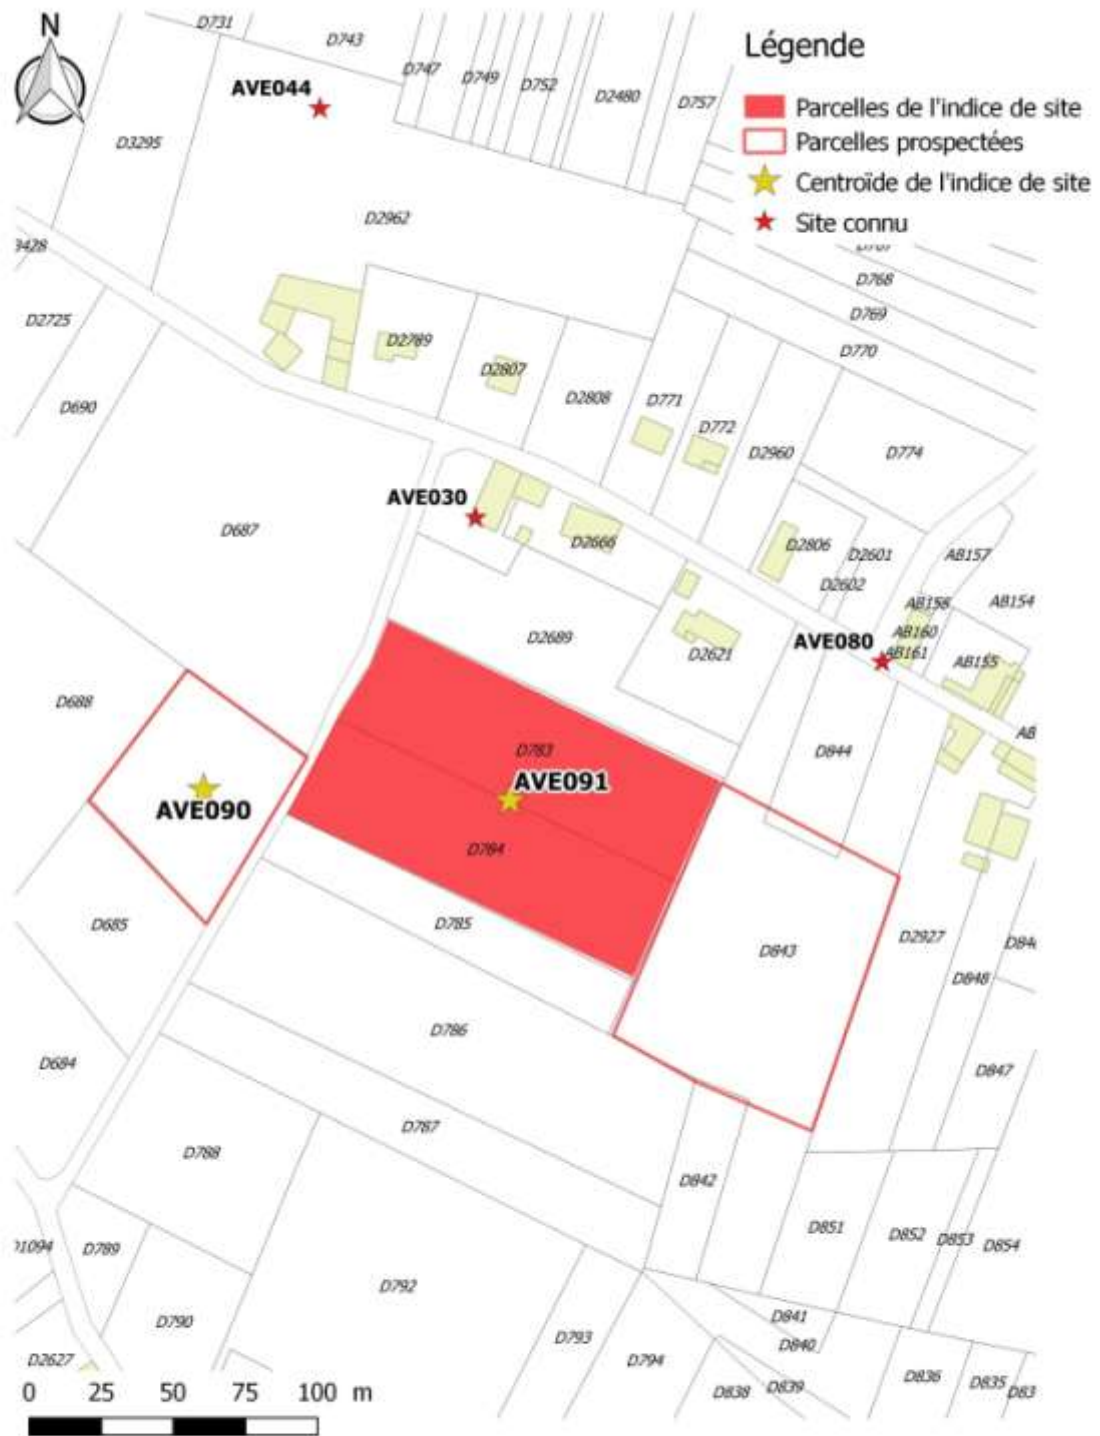 N
Légende
Parcelles de l'indice de site
Parcelles prospectées
Centroïde de l'indice de site
Site connu
D731
D743
D747
D749
D752
D2480
D757
AVE044
D3295
D2962
D768
D769
D770
D2725
D2789
D2807
D2808
D771
D772
D2960
D774
D690
AVE030
D687
D2666
D2806
D2601
D2602
AB157
AB154
AB160
AB161
AB155
D2689
D2621
AVE080
D688
D783
D844
AVE091
AVE090
D784
D685
D785
D843
D2927
D848
D786
D684
D847
D787
D788
D842
D851
D852
D853
D854
D789
D792
D790
D841
D840
D793
D794
D2627
D838
D839
D836
D835
0 25 50 75 100 m